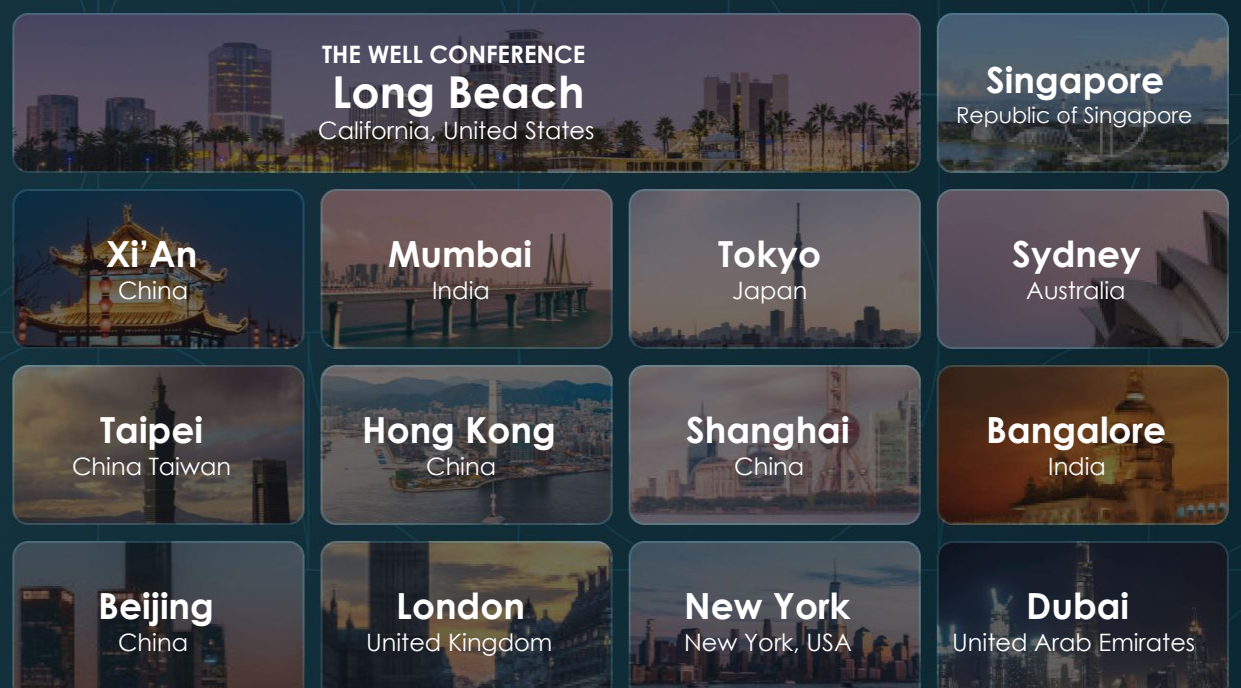 THE WELL CONFERENCE
Long Beach
California, United States
Singapore
Republic of Singapore
Xi’An
China
Mumbai
India
Tokyo
Japan
Sydney
Australia
Taipei
China Taiwan
Hong Kong
China
Shanghai
China
Bangalore
India
Beijing
China
London
United Kingdom
New York
New York, USA
Dubai
United Arab Emirates